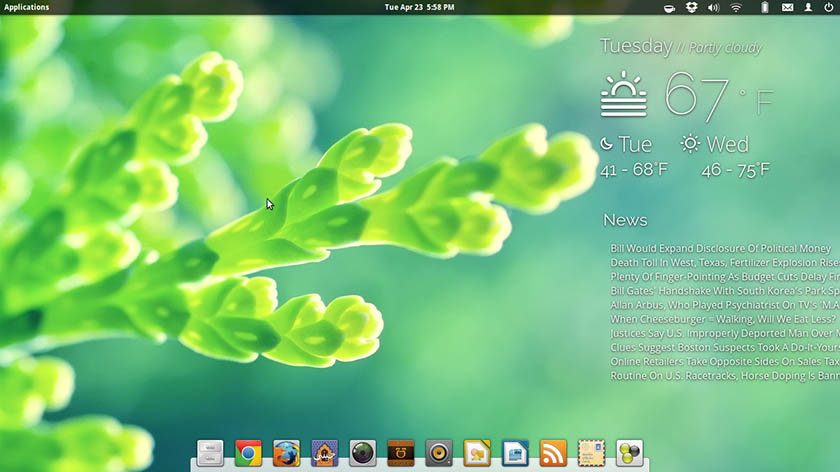 Applications
Tue Apr 23 5:58 PM
Tuesday // Partly cloudy
67 ° F
Tue Wed
41 - 68°F 46 - 75°F
News
Bill Would Expand Disclosure Of Political Money
Death Toll In West, Texas, Fertilizer Explosion Rise
Plenty Of Finger-Pointing As Budget Cuts Delay
Bill Gates' Handshake With South Korea's Park
Allan Arbus, Who Played Psychiatrist On TV's 'M.A
When Cheeseburger = Walking, Will We Eat Less?
Justices Say U.S. Improperly Deported Man Over
Clues Suggest Boston Suspects Took A Do-It-Your
Online Retailers Take Opposite Sides On Sales Tax
Routine On U.S. Racetracks, Horse Doping Is